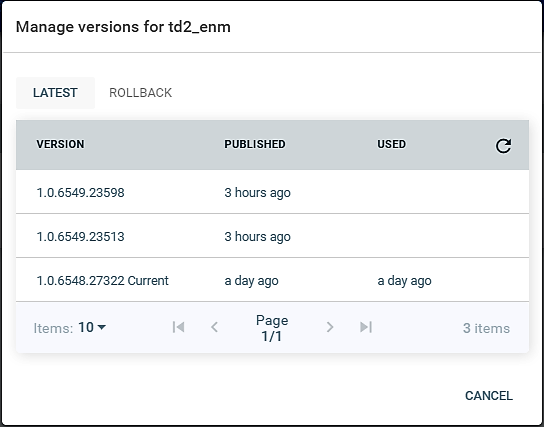 Manage versions for td2_enm
LATEST ROLLBACK
VERSION PUBLISHED USED
1.0.6549.23598 3 hours ago
1.0.6549.23513 3 hours ago
1.0.6548.27322 Current a day ago a day ago
Items: 10 Page 1/1 3 items
CANCEL